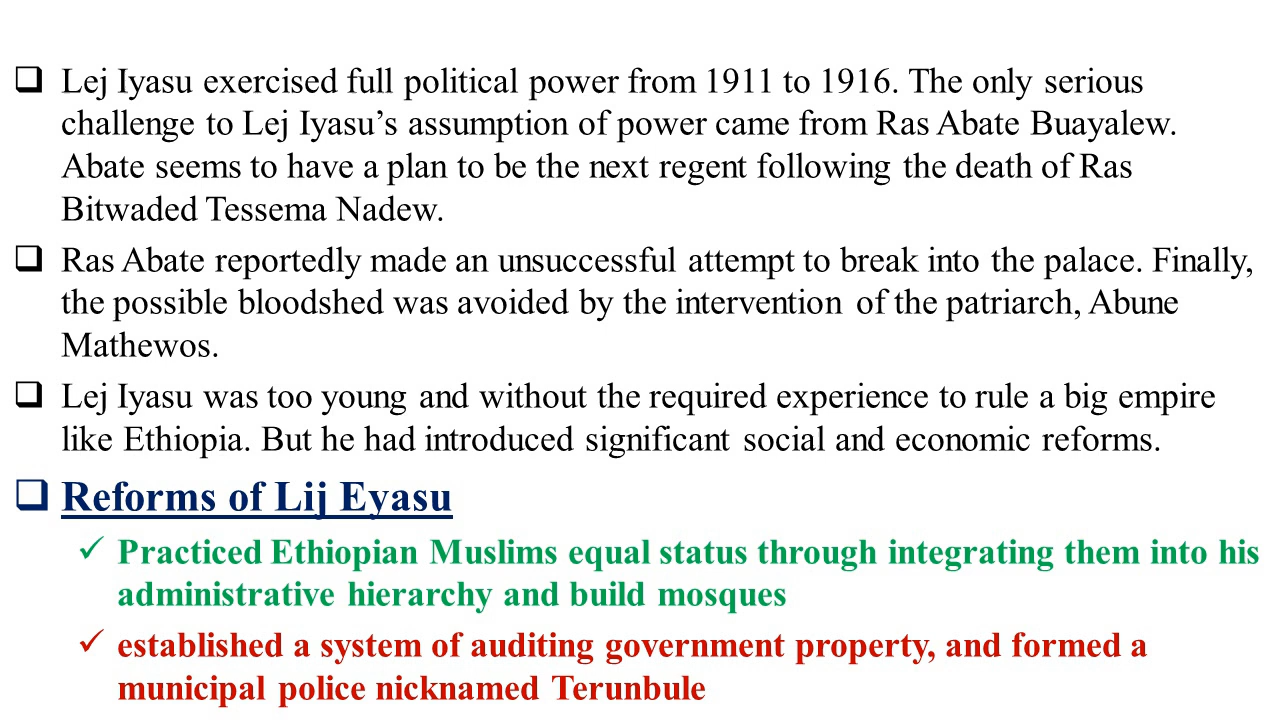 Lej Iyasu exercised full political power from 1911 to 1916. The only serious
challenge to Lej Iyasu’s assumption of power came from Ras Abate Buayalew.
Abate seems to have a plan to be the next regent following the death of Ras
Bitwaded Tessema Nadew.
Ras Abate reportedly made an unsuccessful attempt to break into the palace. Finally,
the possible bloodshed was avoided by the intervention of the patriarch, Abune
Mathewos.
Lej Iyasu was too young and without the required experience to rule a big empire
like Ethiopia. But he had introduced significant social and economic reforms.
Reforms of Lij Eyasu
Practiced Ethiopian Muslims equal status through integrating them into his
administrative hierarchy and build mosques
established a system of auditing government property, and formed a
municipal police nicknamed Terunbule